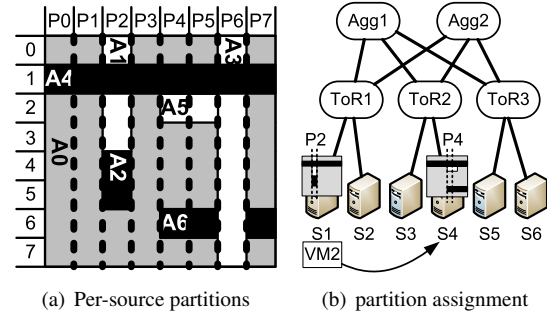 P0 P1 P2 P3 P4 P5 P6 P7
0 A1 A3
1 A4
2 A5
3 A0
4 A2
5
6 A6
7
(a) Per-source partitions
Agg1 Agg2
ToR1 ToR2 ToR3
P2 P4
S1 S2 S3 S4 S5 S6
VM2
(b) partition assignment